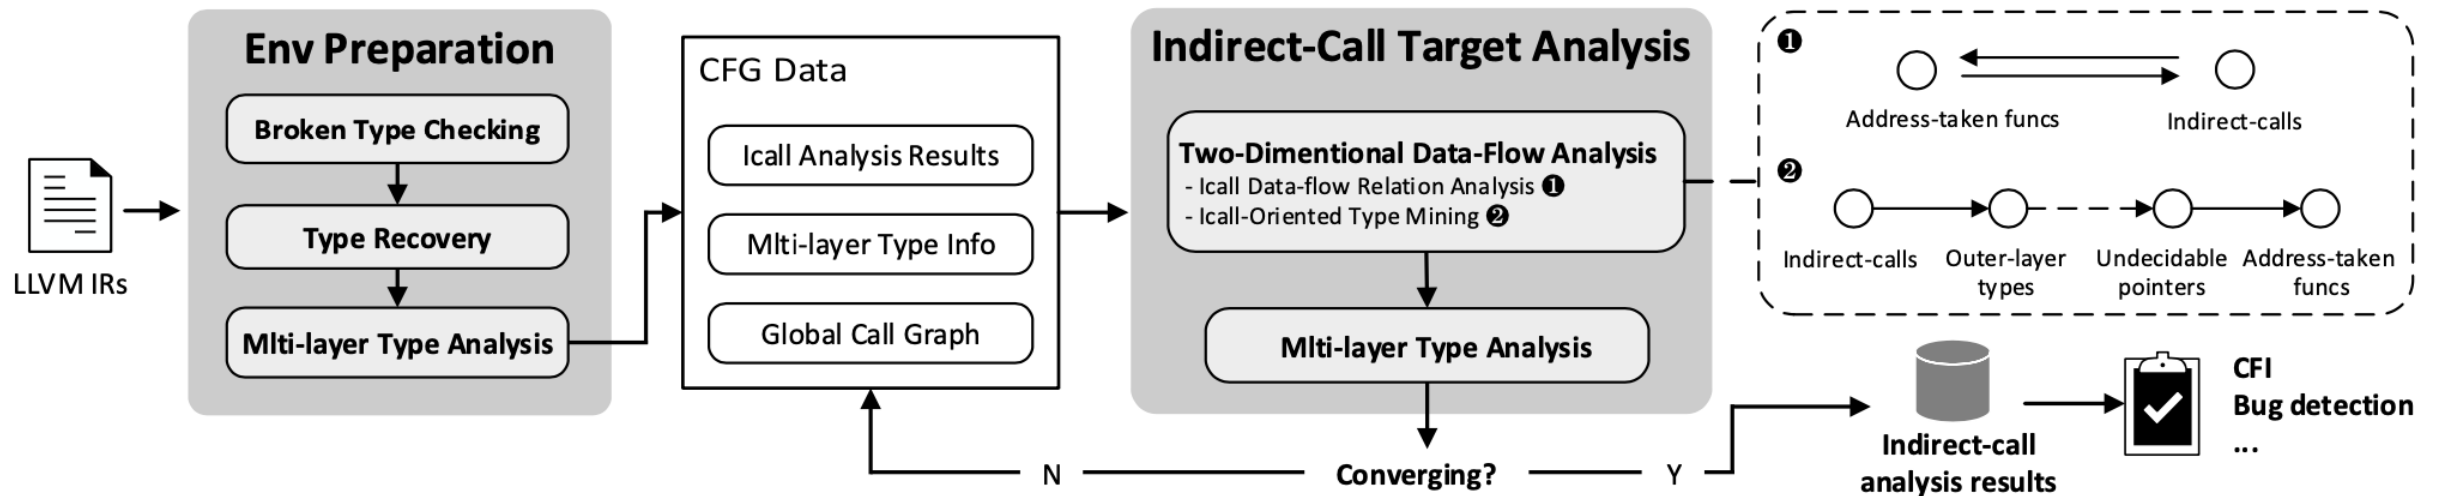 LLVM IRs
Env Preparation
Broken Type Checking
Type Recovery
Mlti-layer Type Analysis
CFG Data
Icall Analysis Results
Mlti-layer Type Info
Global Call Graph
Indirect-Call Target Analysis
Two-Dimentional Data-Flow Analysis
- Icall Data-flow Relation Analysis ❶
- Icall-Oriented Type Mining ❷
Mlti-layer Type Analysis
Converging?
N
Y
❶
Address-taken funcs
Indirect-calls
❷
Indirect-calls
Outer-layer
types
Undecidable
pointers
Address-taken
funcs
Indirect-call
analysis results
CFI
Bug detection
...